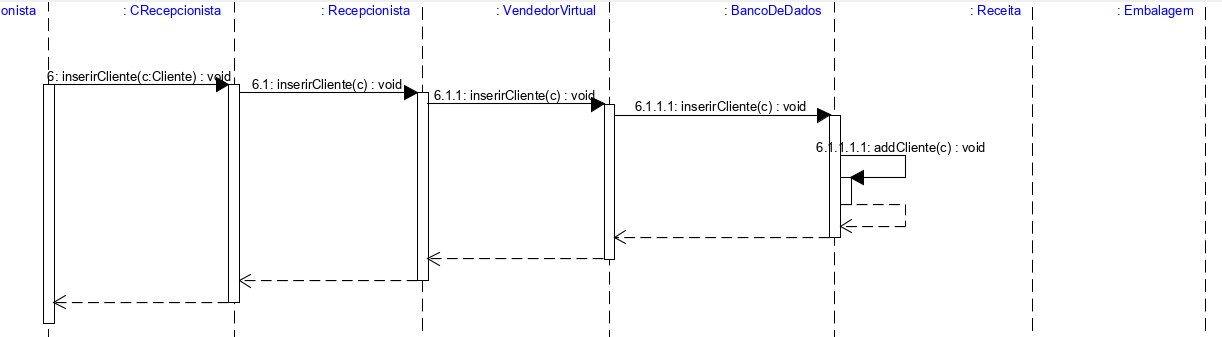 onista
: CRecepcionista
: Recepcionista
: VendedorVirtual
: BancoDeDados
: Receita
: Embalagem
6: inserirCliente(c:Cliente) : void
6.1: inserirCliente(c) : void
6.1.1: inserirCliente(c) : void
6.1.1.1: inserirCliente(c) : void
6.1.1.1.1: addCliente(c) : void